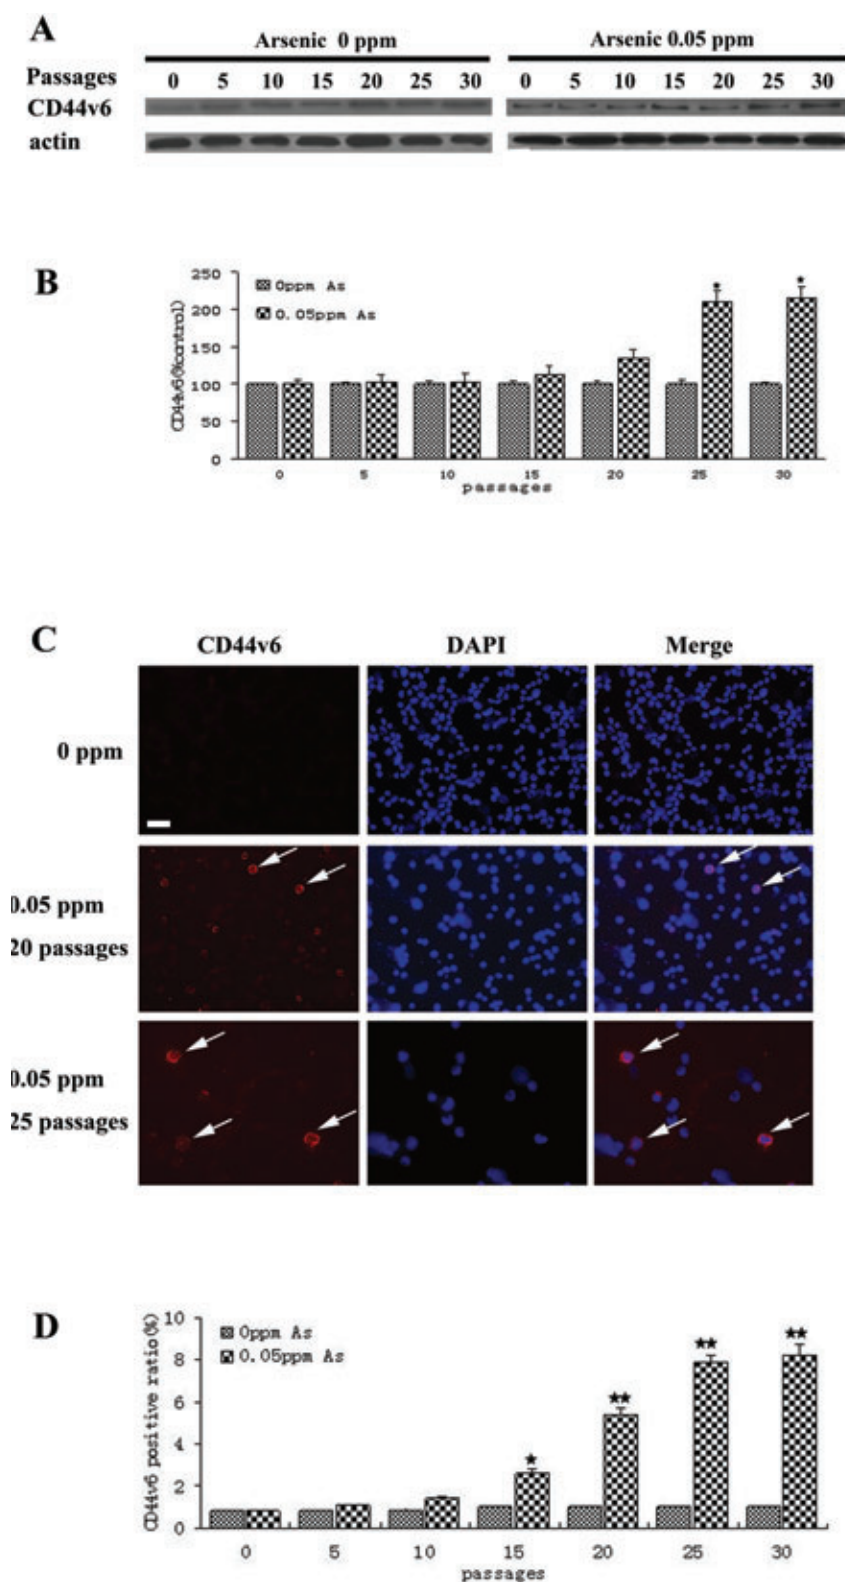 A
Arsenic 0 ppm
Arsenic 0.05 ppm
Passages 0 5 10 15 20 25 30 0 5 10 15 20 25 30
CD44v6
actin
B
250
200
150
100
50
0
CD44v6(%control)
0ppm As
0.05ppm As
* *
0 5 10 15 20 25 30
passages
C
CD44v6 DAPI Merge
0 ppm
0.05 ppm
20 passages
0.05 ppm
25 passages
D
10
8
6
4
2
0
CD44v6 positive ratio(%)
0ppm As
0.05ppm As
★ ★★ ★★ ★★
0 5 10 15 20 25 30
passages